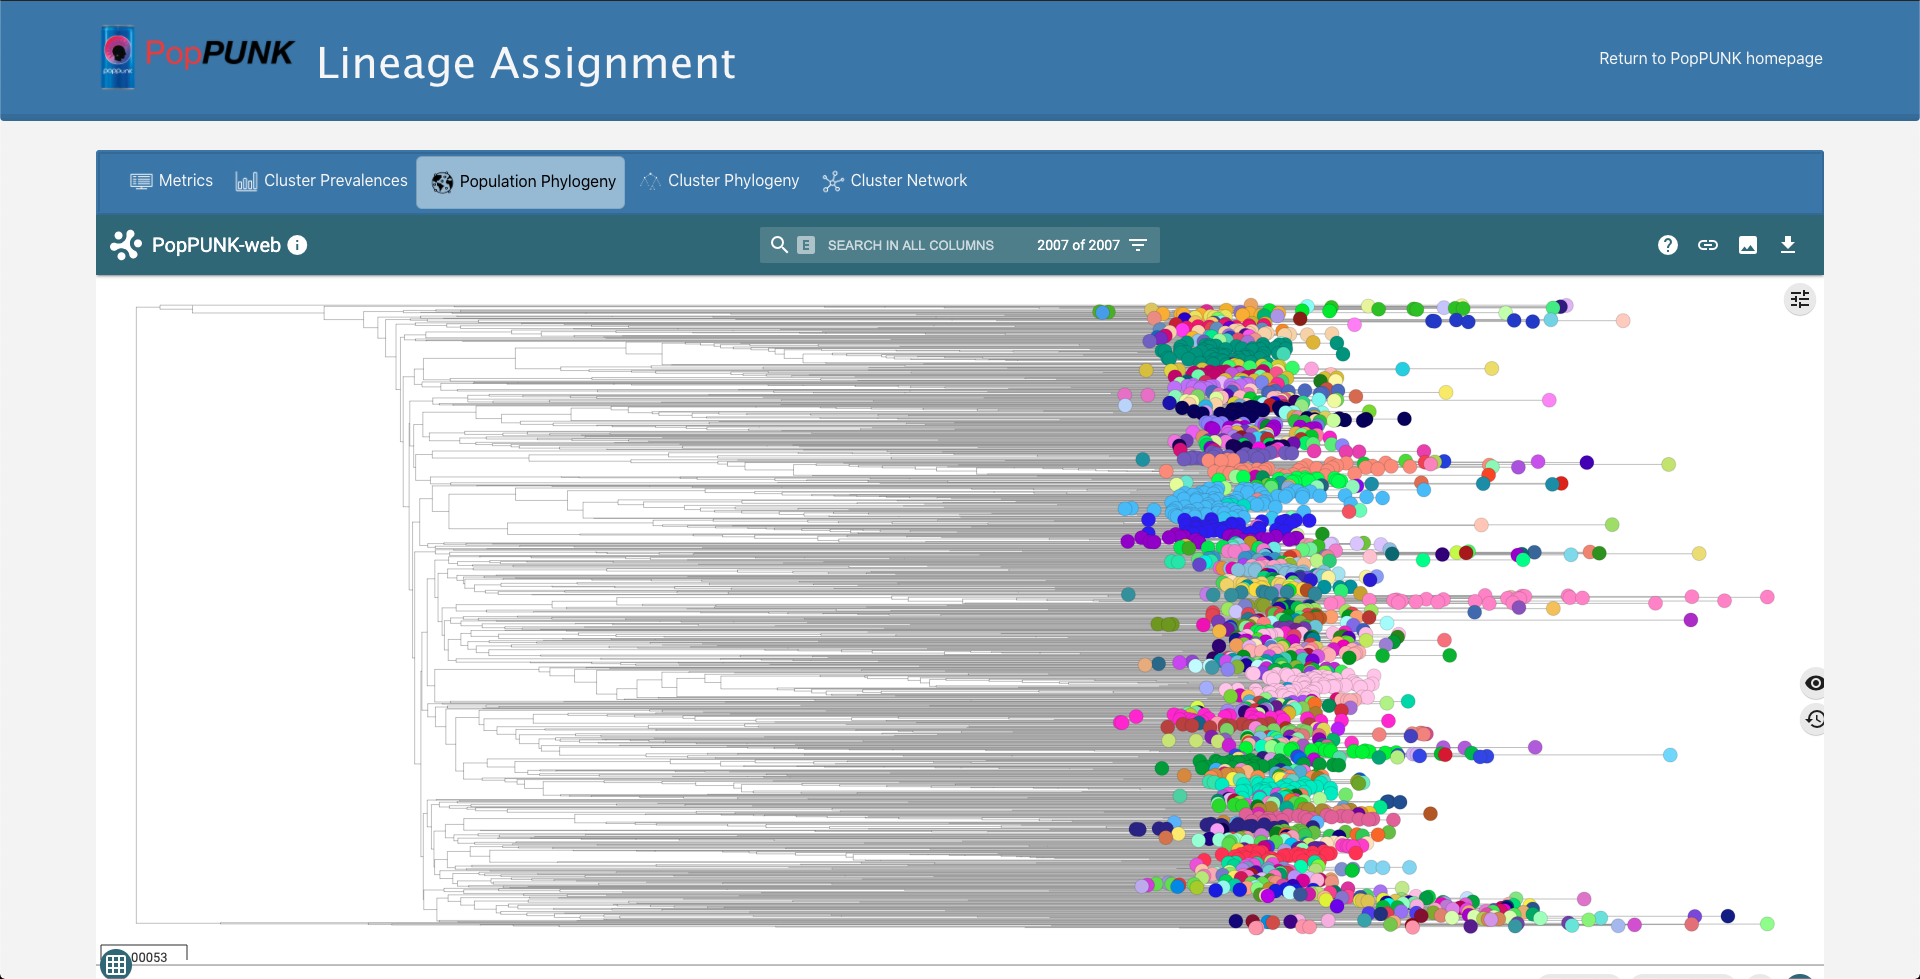 poppunk
PopPUNK
Lineage Assignment
Return to PopPUNK homepage
Metrics
Cluster Prevalences
Population Phylogeny
Cluster Phylogeny
Cluster Network
PopPUNK-web
E
SEARCH IN ALL COLUMNS
2007 of 2007
00053